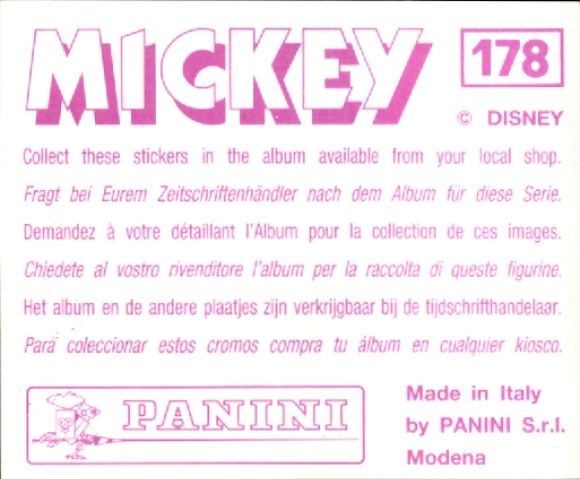 MICKEY
178
© DISNEY
Collect these stickers in the album available from your local shop.
Fragt bei Eurem Zeitschriftenhändler nach dem Album für diese Serie.
Demandez à votre détaillant l'Album pour la collection de ces images.
Chiedete al vostro rivenditore l'album per la raccolta di queste figurine.
Het album en de andere plaatjes zijn verkrijgbaar bij de tijdschrifthandelaar.
Para coleccionar estos cromos compra tu álbum en cualquier kiosco.
PANINI
Made in Italy
by PANINI S.r.l.
Modena